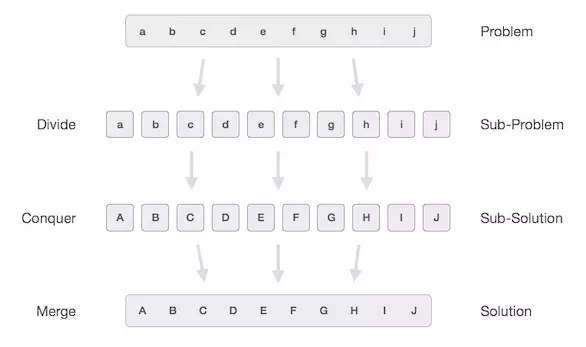 a b c d e f g h i j Problem
Divide a b c d e f g h i j Sub-Problem
Conquer A B C D E F G H I J Sub-Solution
Merge A B C D E F G H I J Solution